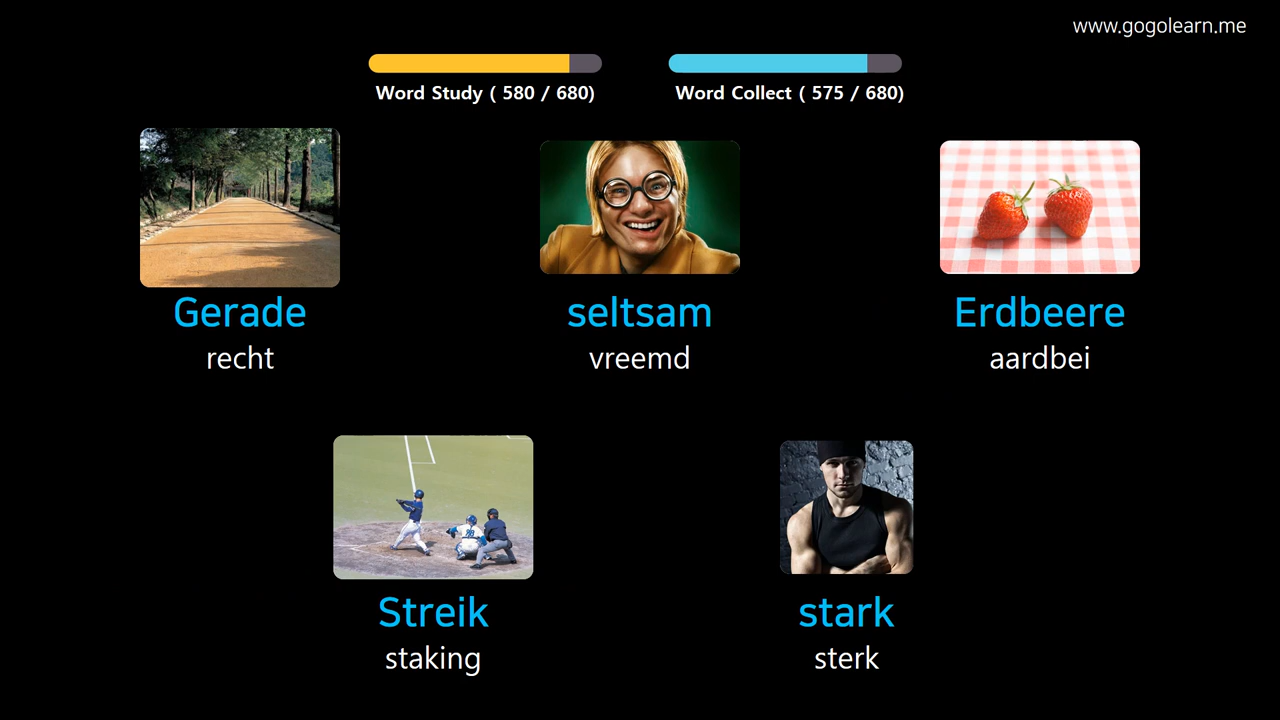 www.gogolearn.me
Word Study ( 580 / 680)
Word Collect ( 575 / 680)
Gerade
recht
seltsam
vreemd
Erdbeere
aardbei
Streik
staking
stark
sterk